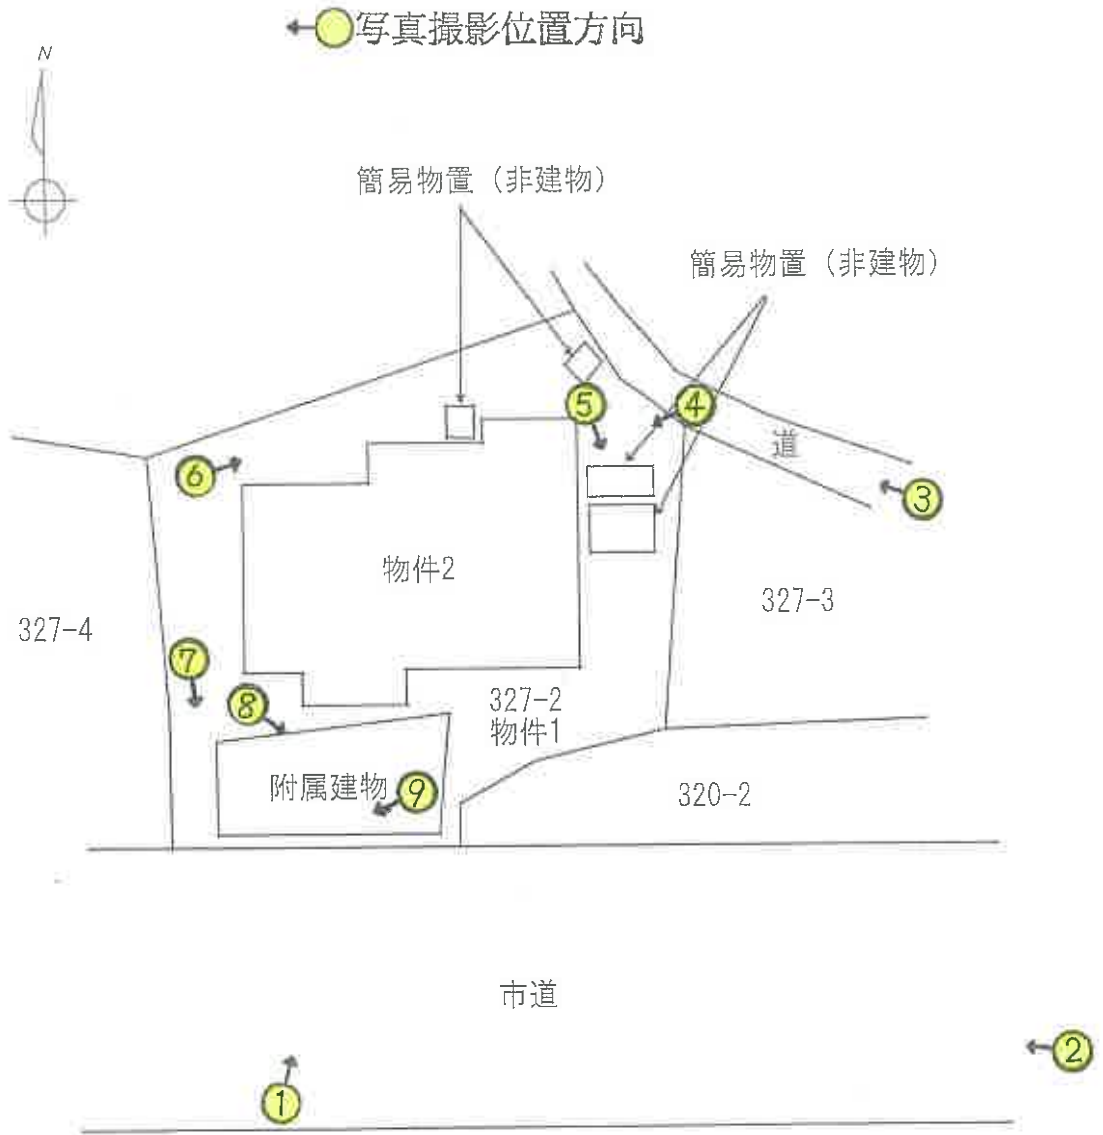 ←○写真撮影位置方向
N
簡易物置（非建物）
簡易物置（非建物）
⑤
④
道
⑥
③
物件2
327-3
327-4
⑦
327-2
物件1
⑧
附属建物
⑨
320-2
市道
②
①